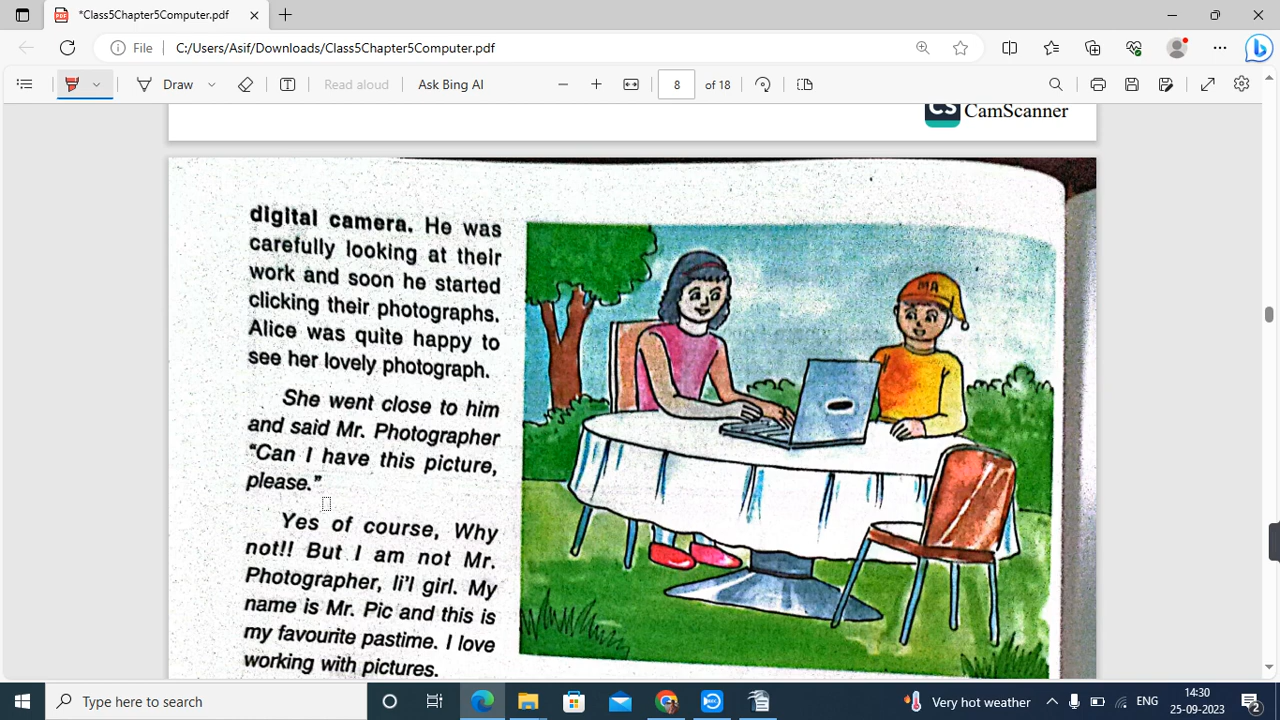 *Class5Chapter5Computer.pdf
File
C:/Users/Asif/Downloads/Class5Chapter5Computer.pdf
Draw
Read aloud
Ask Bing AI
8 of 18
CS CamScanner
digital camera. He was
carefully looking at their
work and soon he started
clicking their photographs.
Alice was quite happy to
see her lovely photograph.
She went close to him
and said Mr. Photographer
“Can I have this picture,
please.”
Yes of course, Why
not!! But I am not Mr.
Photographer, li’l girl. My
name is Mr. Pic and this is
my favourite pastime. I love
working with pictures.
MA
Type here to search
Very hot weather
ENG
14:30
25-09-2023
2